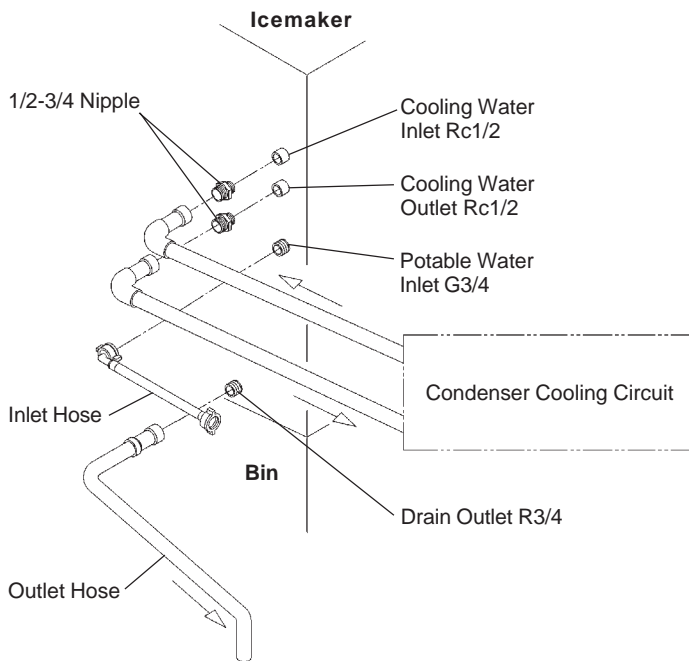 Icemaker
1/2-3/4 Nipple
Cooling Water
Inlet Rc1/2
Cooling Water
Outlet Rc1/2
Potable Water
Inlet G3/4
Condenser Cooling Circuit
Inlet Hose
Bin
Drain Outlet R3/4
Outlet Hose